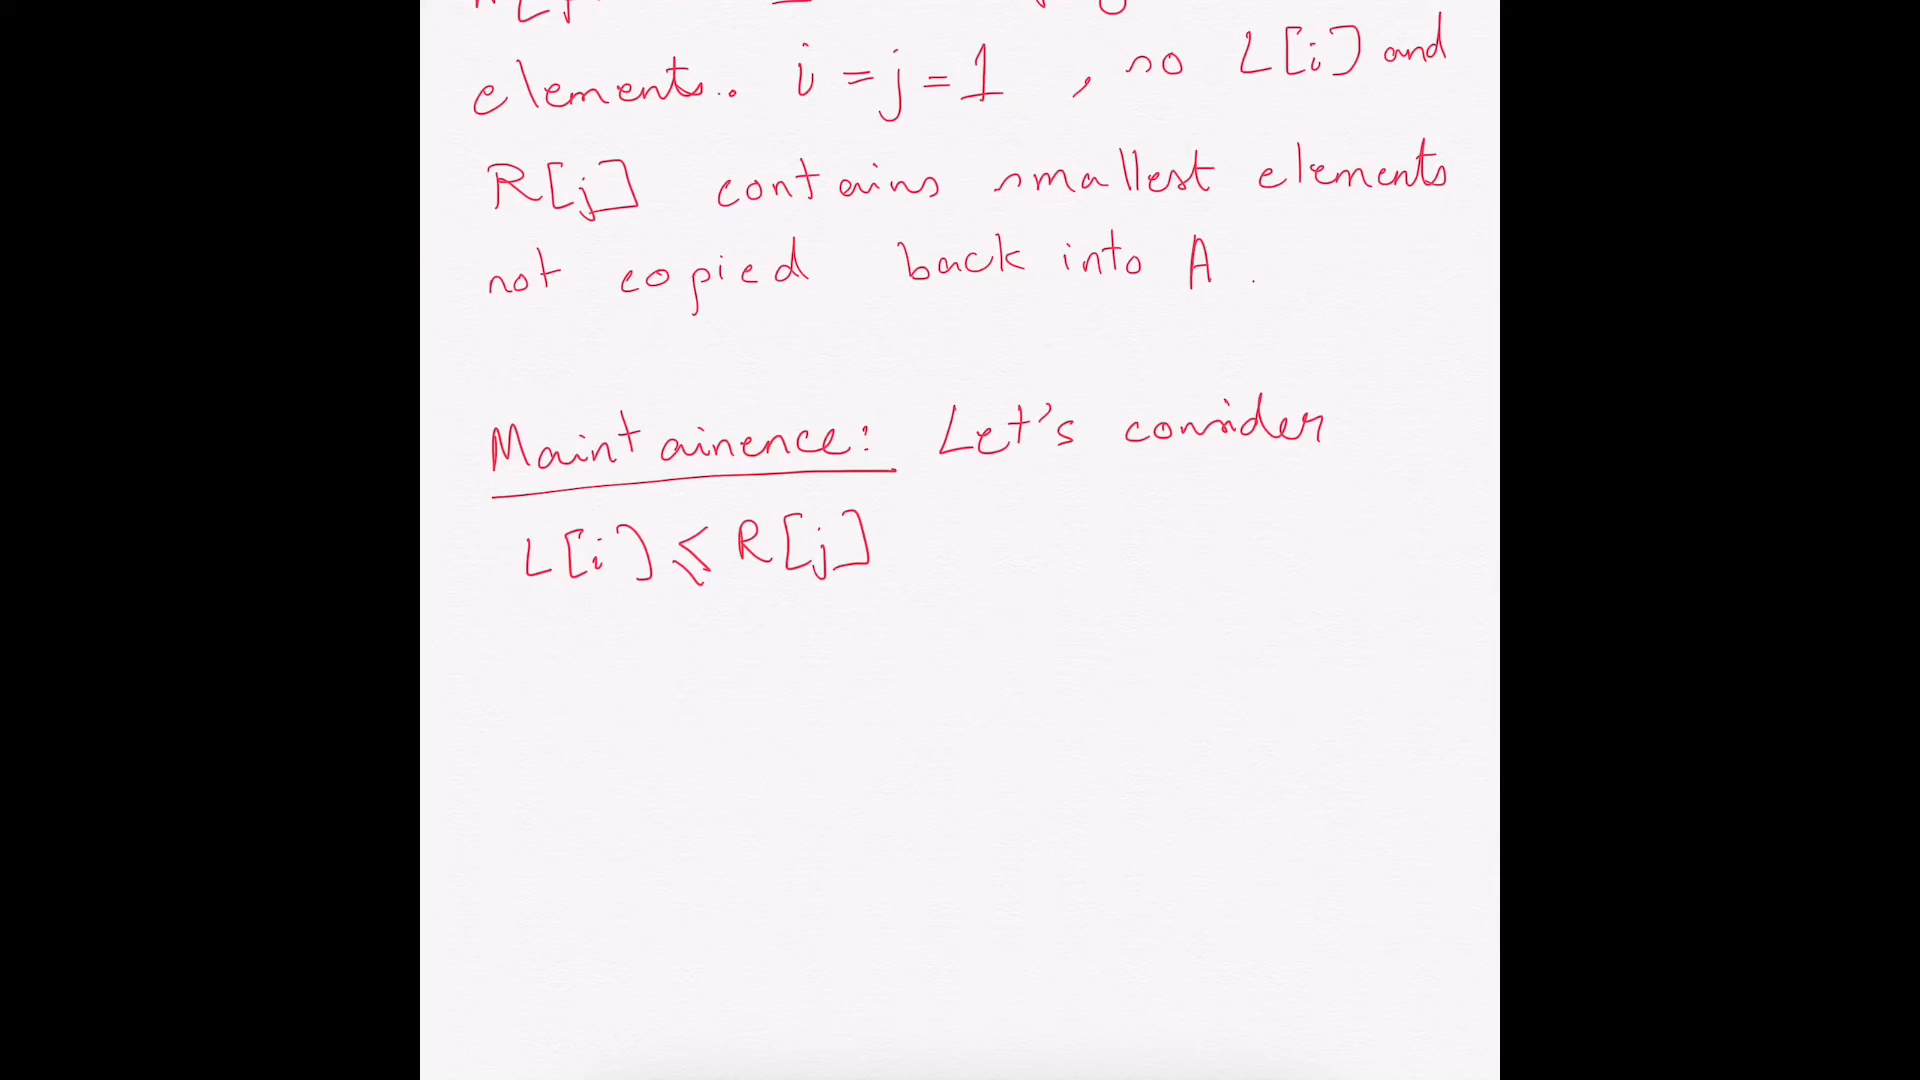 elements. i = j = 1 , so L[i] and
R[j] contains smallest elements
not copied back into A .
Maintainence: Let's consider
L[i] ≤ R[j]